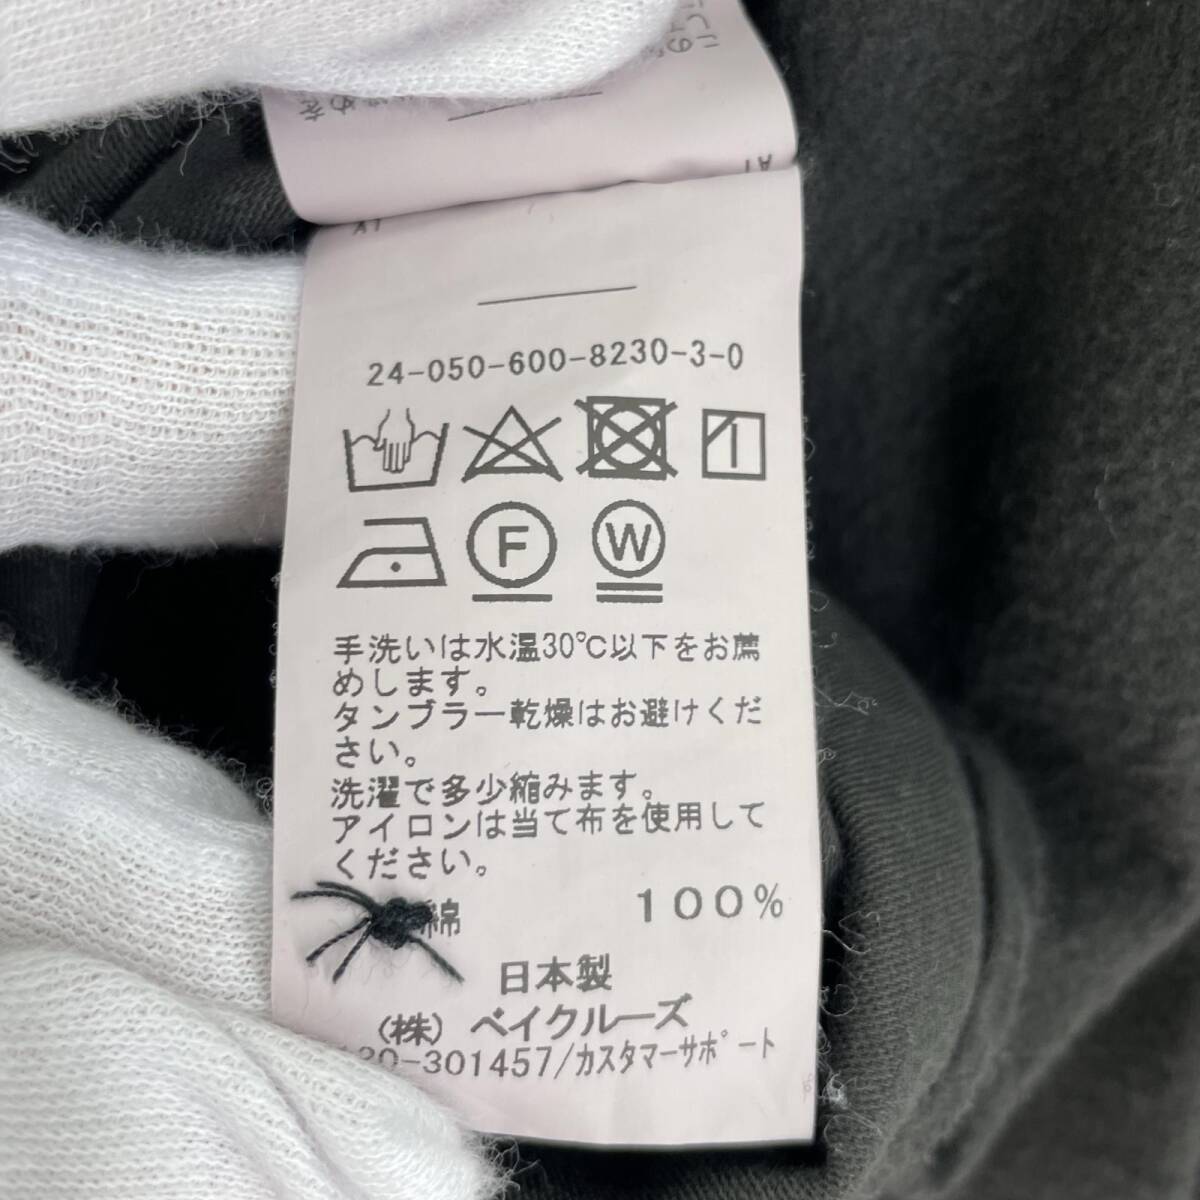 24-050-600-8230-3-0
F W
手洗いは水温30℃以下をお薦
めします。
タンブラー乾燥はお避けくだ
さい。
洗濯で多少縮みます。
アイロンは当て布を使用して
ください。
綿 100%
日本製
(株) ベイクルーズ
20-301457/カスタマーサポート